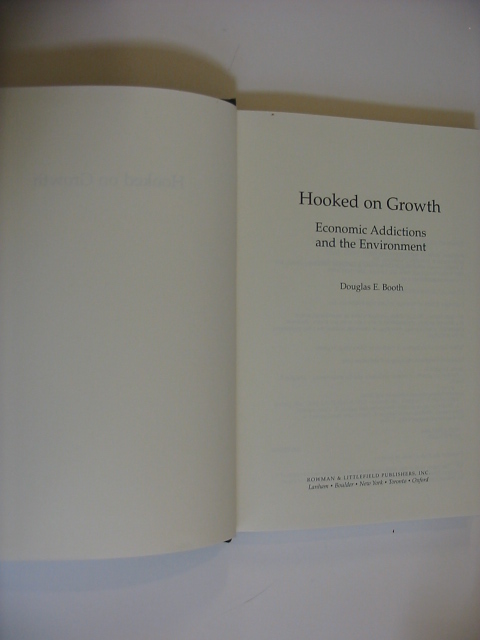 Hooked on Growth
Economic Addictions
and the Environment
Douglas E. Booth
ROWMAN & LITTLEFIELD PUBLISHERS, INC.
Lanham • Boulder • New York • Toronto • Oxford